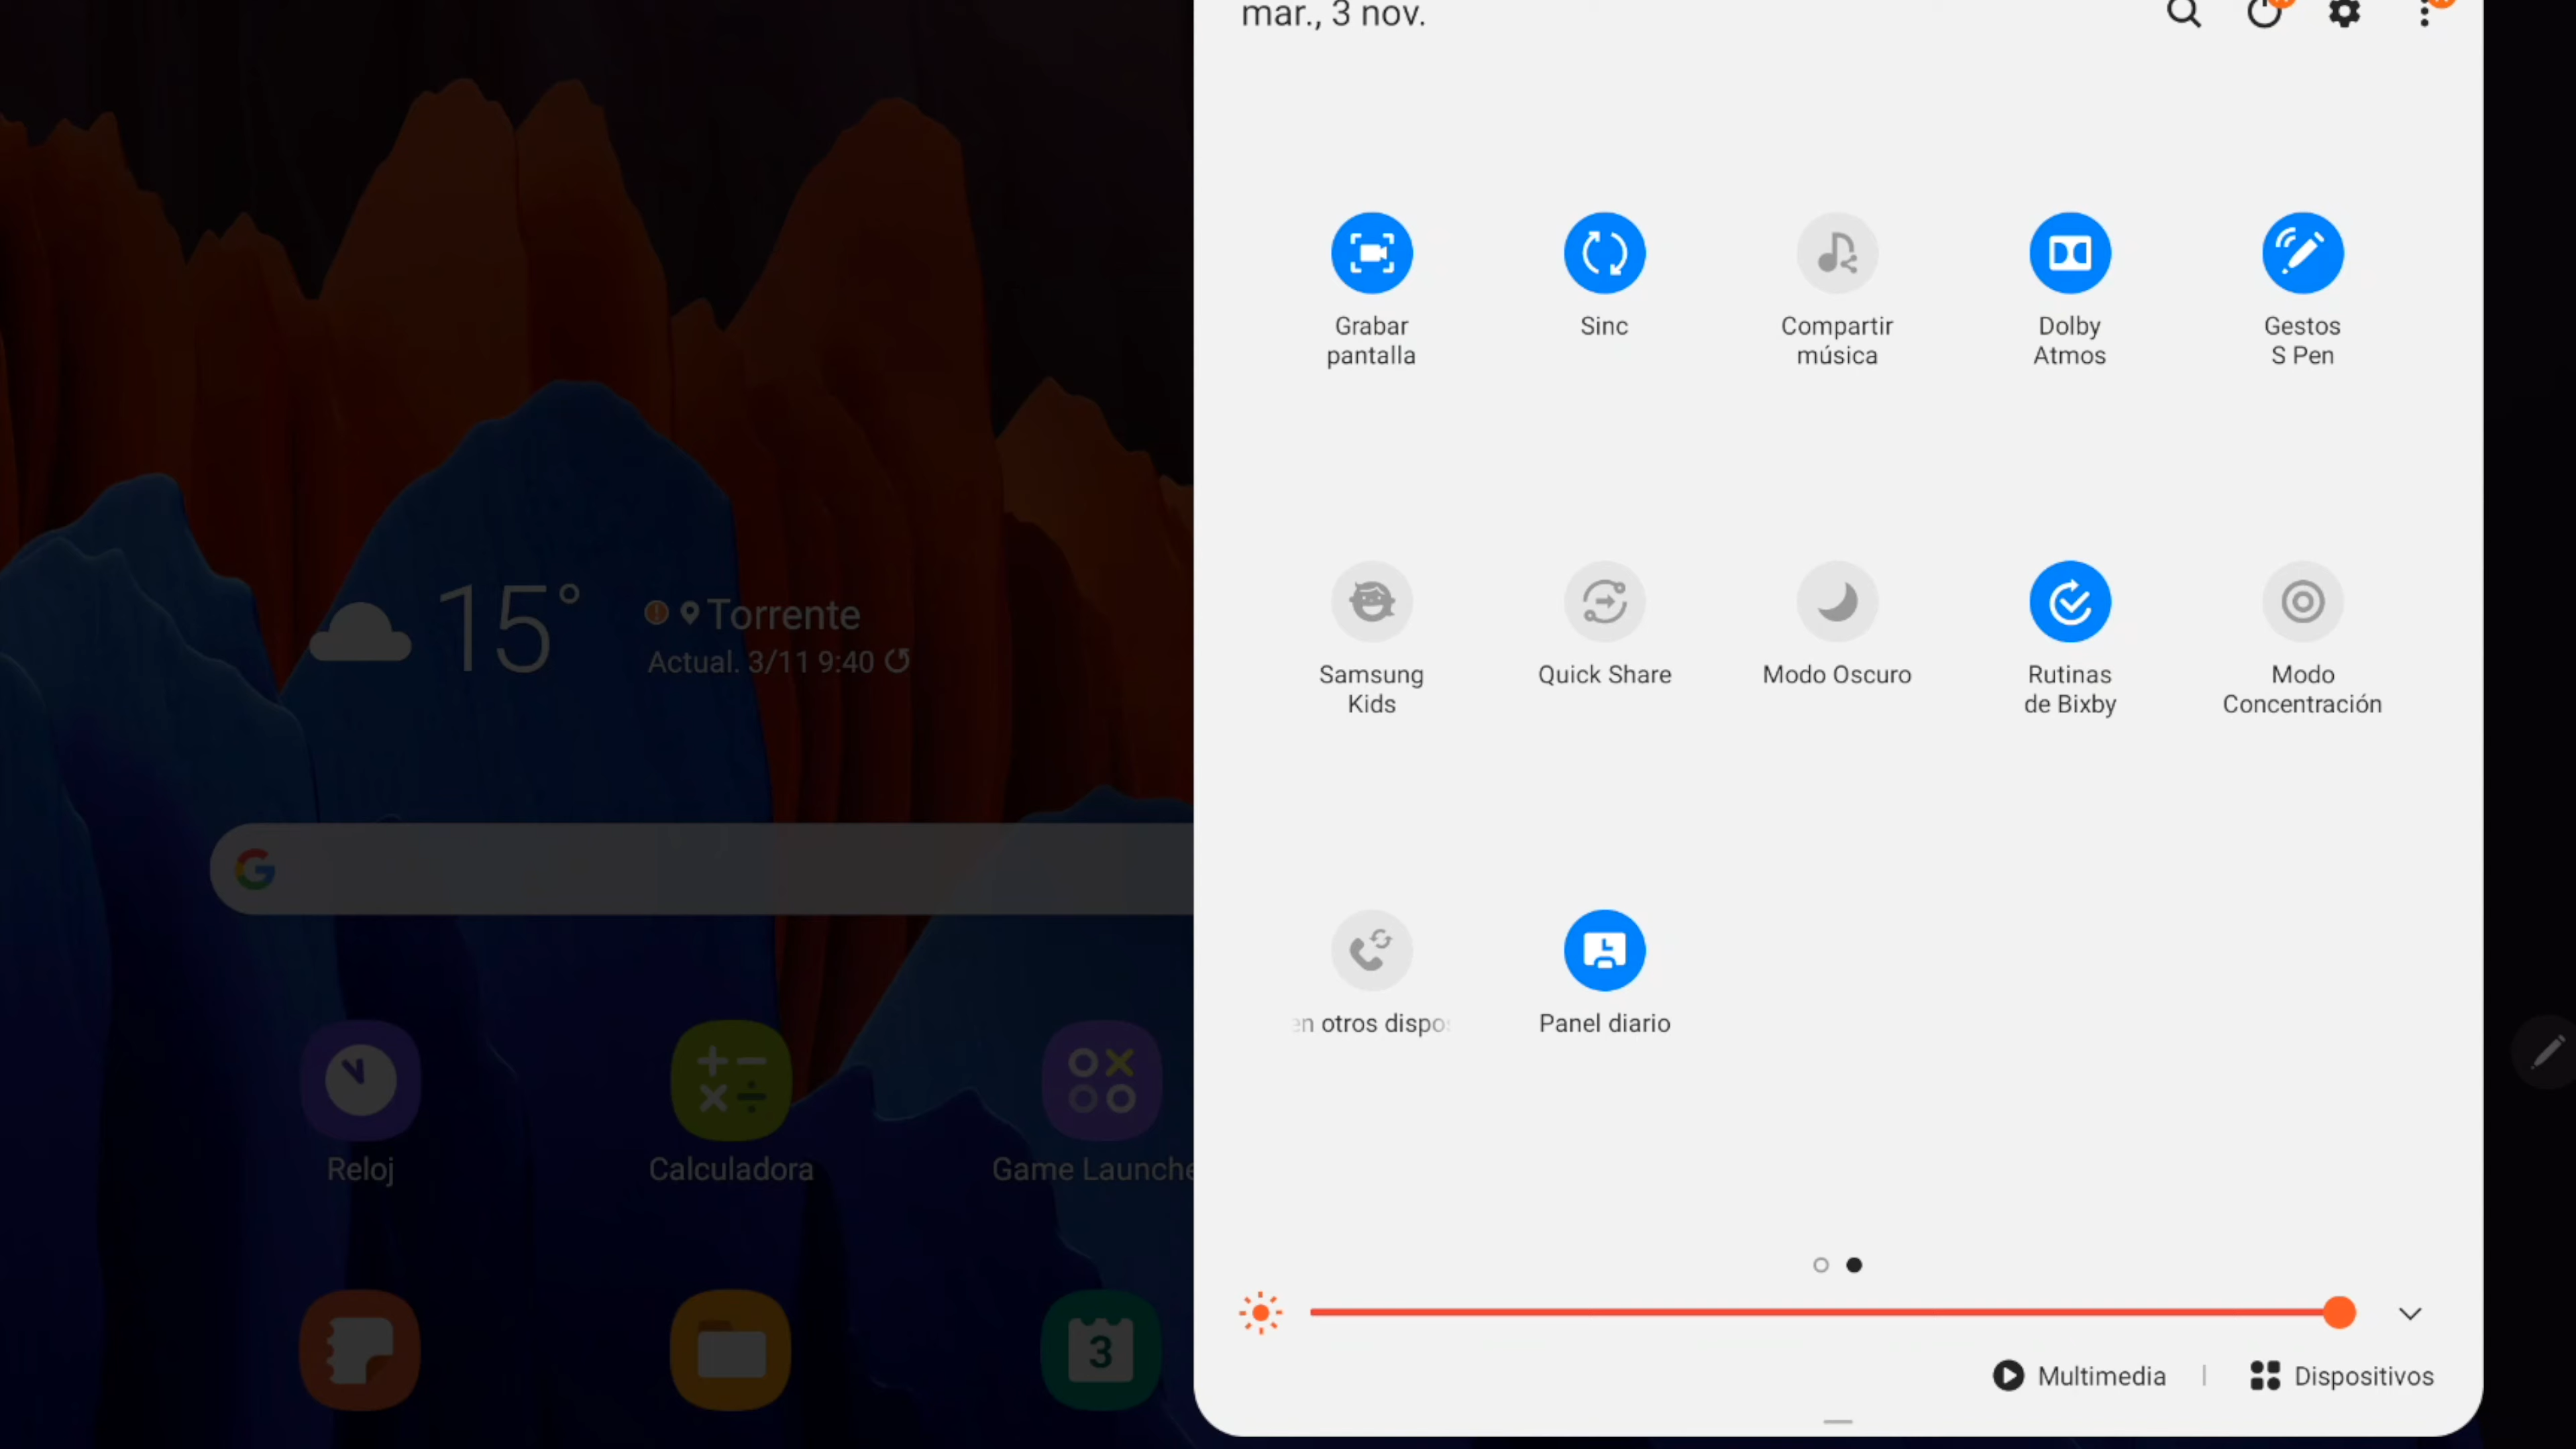 mar., 3 nov.
Grabar
pantalla
Sinc
Compartir
música
Dolby
Atmos
Gestos
S Pen
Samsung
Kids
Quick Share
Modo Oscuro
Rutinas
de Bixby
Modo
Concentración
en otros dispo
Panel diario
Multimedia
Dispositivos
15°
Torrente
Actual. 3/11 9:40
G
Reloj
Calculadora
Game Launche
3